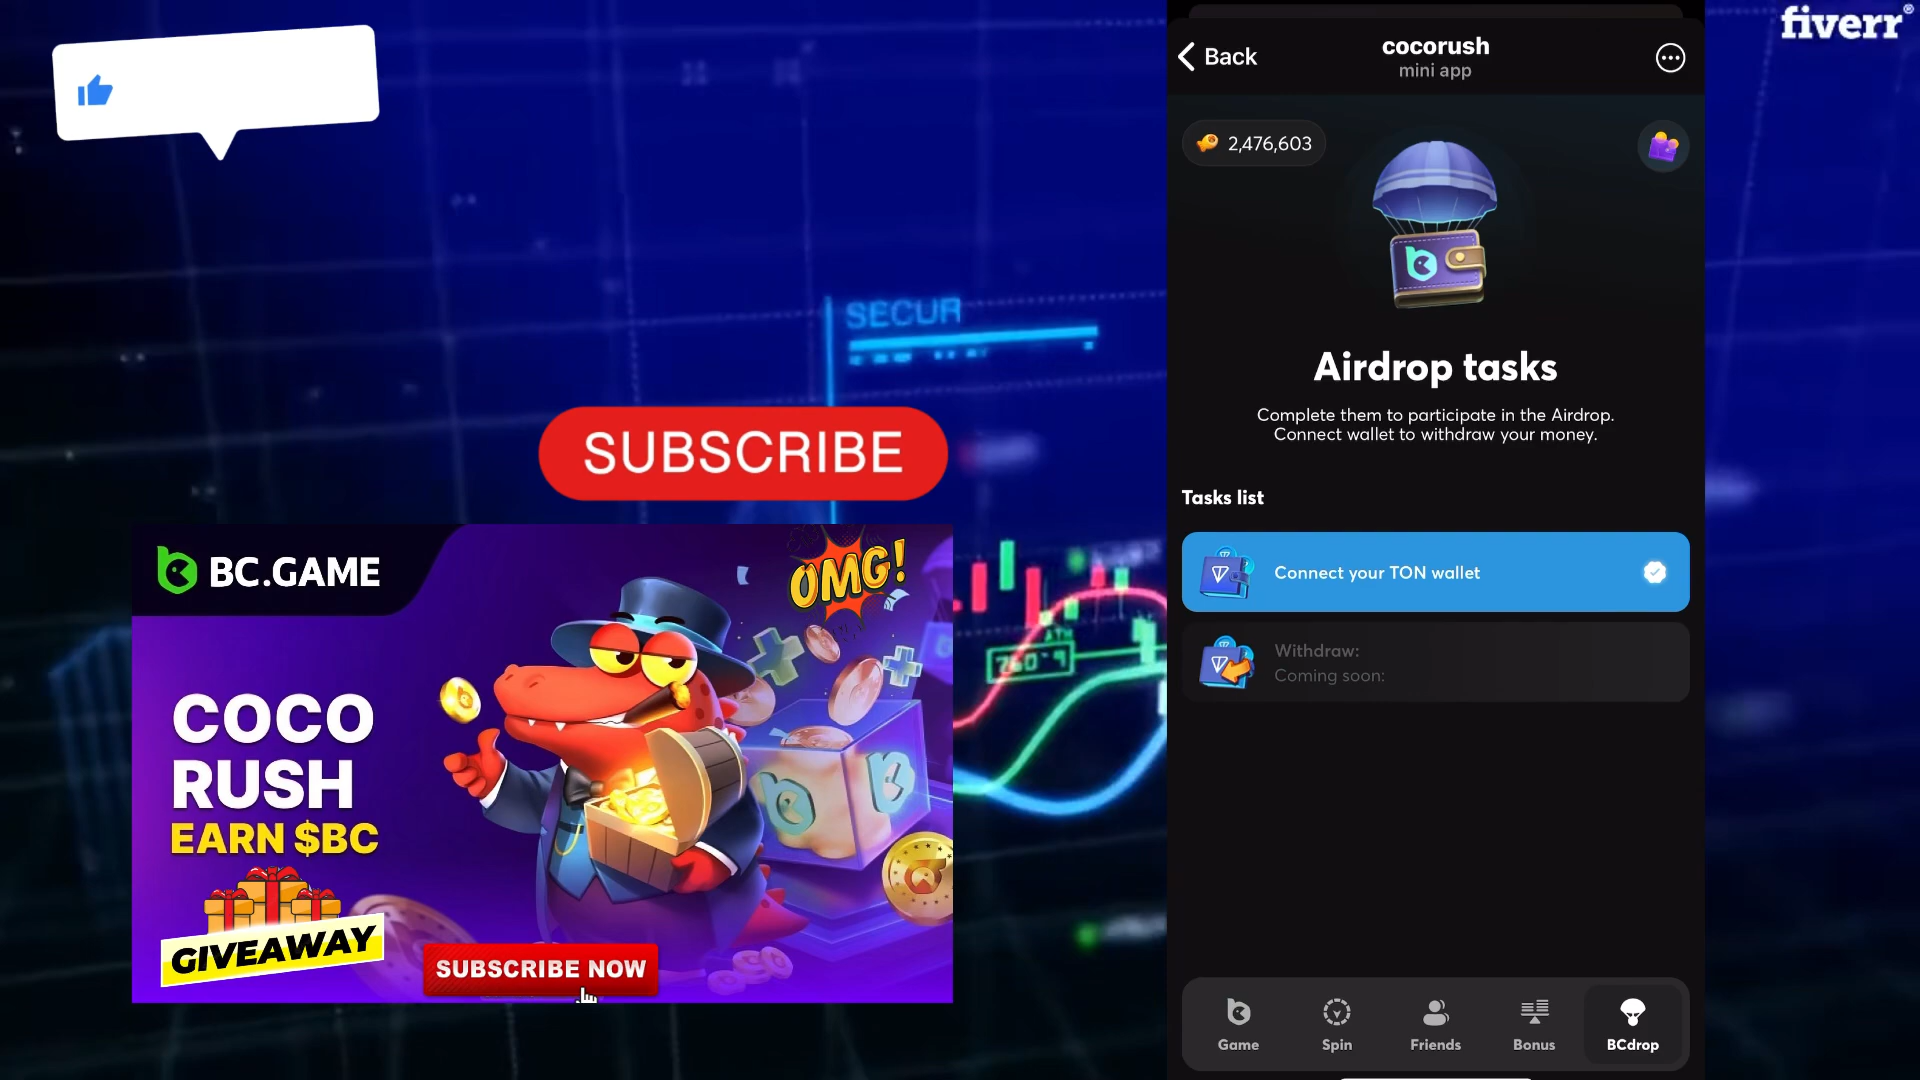 fiverr®
Back
cocorush
mini app
2,476,603
Airdrop tasks
Complete them to participate in the Airdrop.
Connect wallet to withdraw your money.
Tasks list
Connect your TON wallet
Withdraw:
Coming soon:
Game
Spin
Friends
Bonus
BCdrop
SECUR
SUBSCRIBE
BC.GAME
OMG!
COCO
RUSH
EARN $BC
GIVEAWAY
SUBSCRIBE NOW